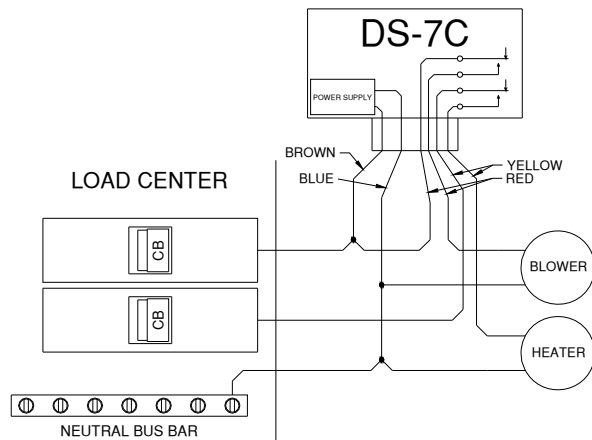 DS-7C
POWER SUPPLY
BROWN
BLUE
YELLOW
RED
LOAD CENTER
CB
CB
BLOWER
HEATER
NEUTRAL BUS BAR